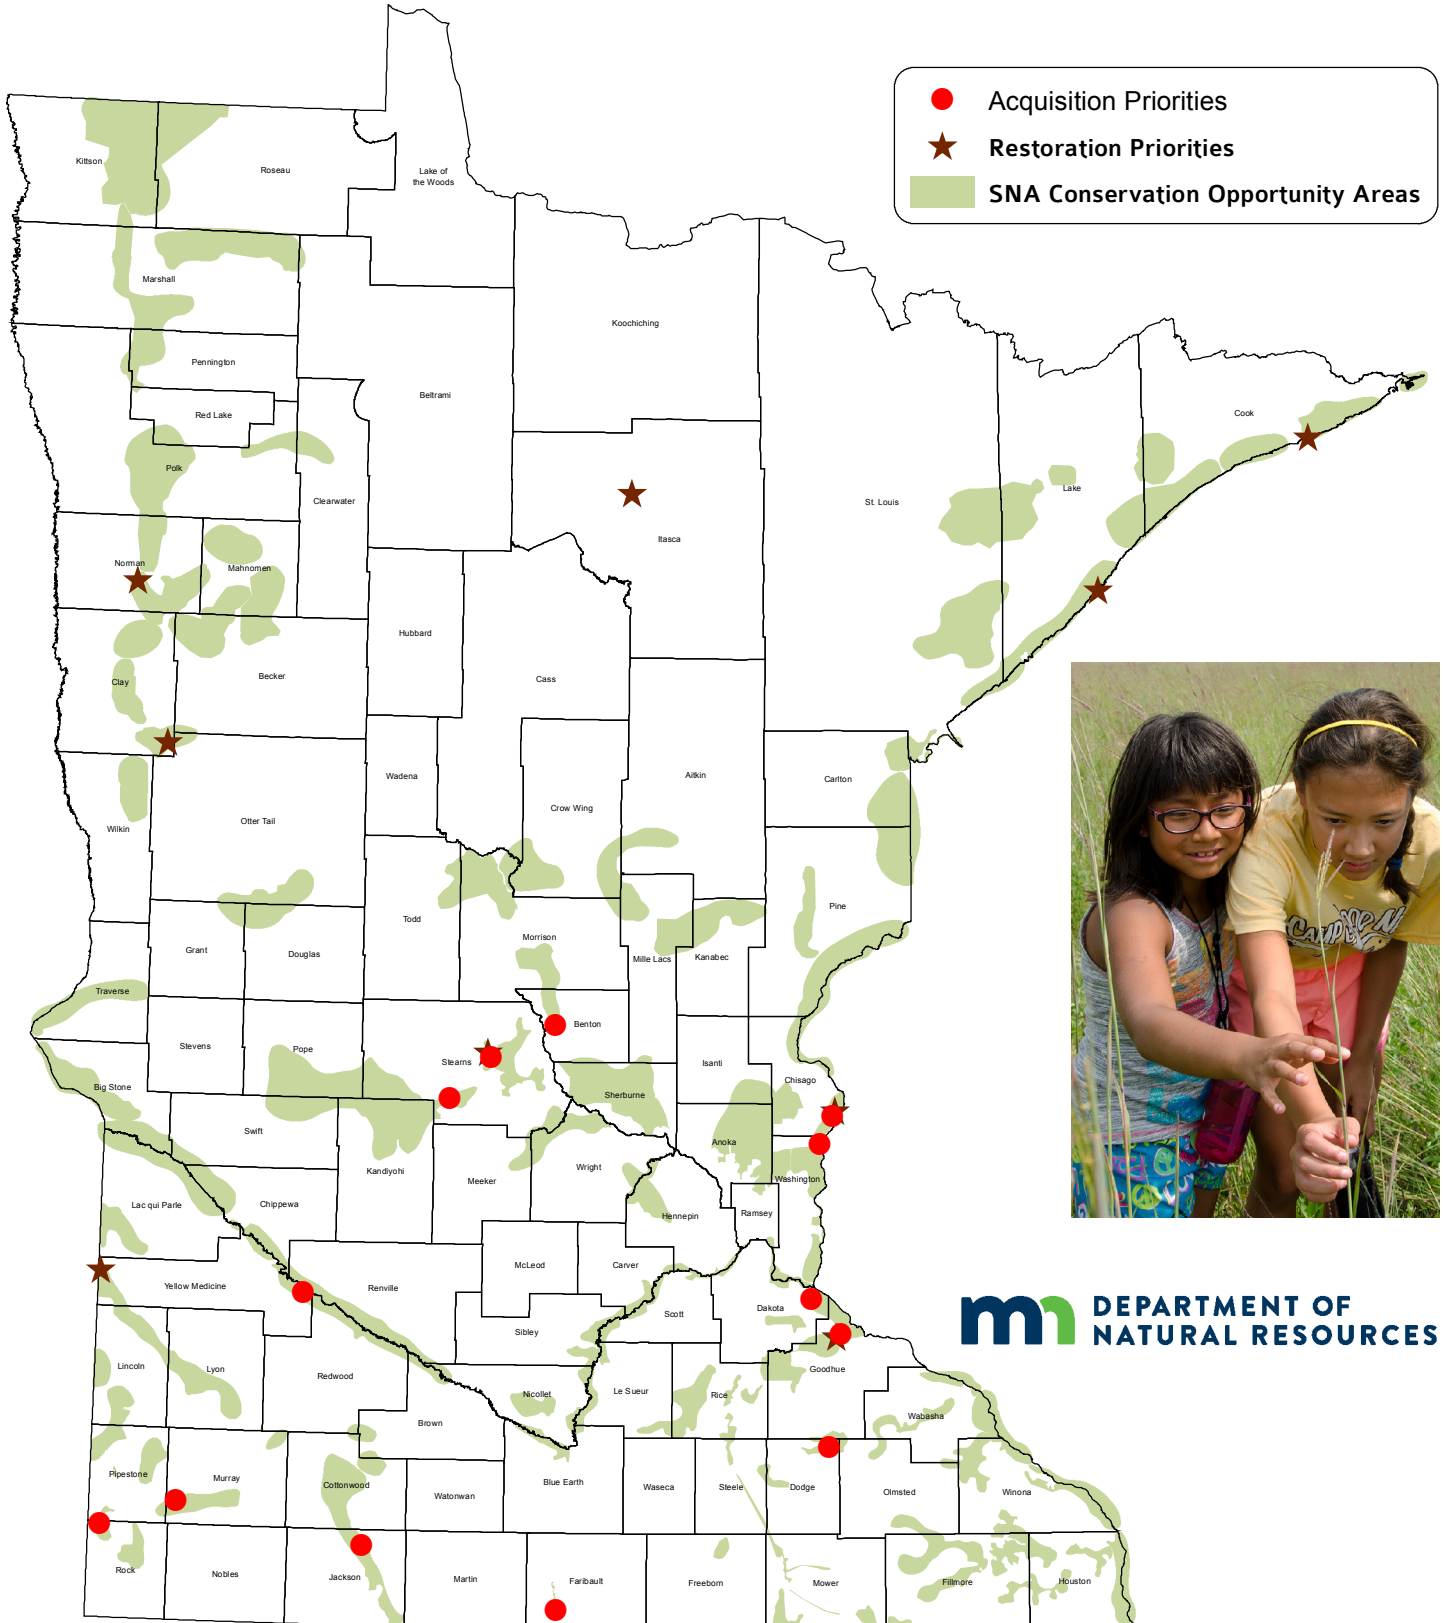 Acquisition Priorities
Restoration Priorities
SNA Conservation Opportunity Areas
Kittson
Roseau
Lake of
the Woods
Marshall
Koochiching
Pennington
Beltrami
Red Lake
Cook
Polk
Clearwater
St. Louis
Lake
Itasca
Norman
Mahnomen
Hubbard
Becker
Clay
Cass
Wadena
Aitkin
Carlton
Crow Wing
Otter Tail
Wilkin
Pine
Todd
Morrison
Grant
Douglas
Mille Lacs
Kanabec
Traverse
Benton
Stevens
Pope
Stearns
Isanti
Chisago
Big Stone
Sherburne
Swift
Anoka
Kandiyohi
Meeker
Wright
Washington
Lac qui Parle
Chippewa
Hennepin
Ramsey
CAMP
McLeod
Carver
Yellow Medicine
Renville
Scott
Dakota
mn DEPARTMENT OF
NATURAL RESOURCES
Sibley
Lincoln
Lyon
Redwood
Nicollet
Le Sueur
Rice
Goodhue
Brown
Wabasha
Pipestone
Murray
Cottonwood
Watonwan
Blue Earth
Waseca
Steele
Dodge
Olmsted
Winona
Rock
Nobles
Jackson
Martin
Faribault
Freeborn
Mower
Fillmore
Houston